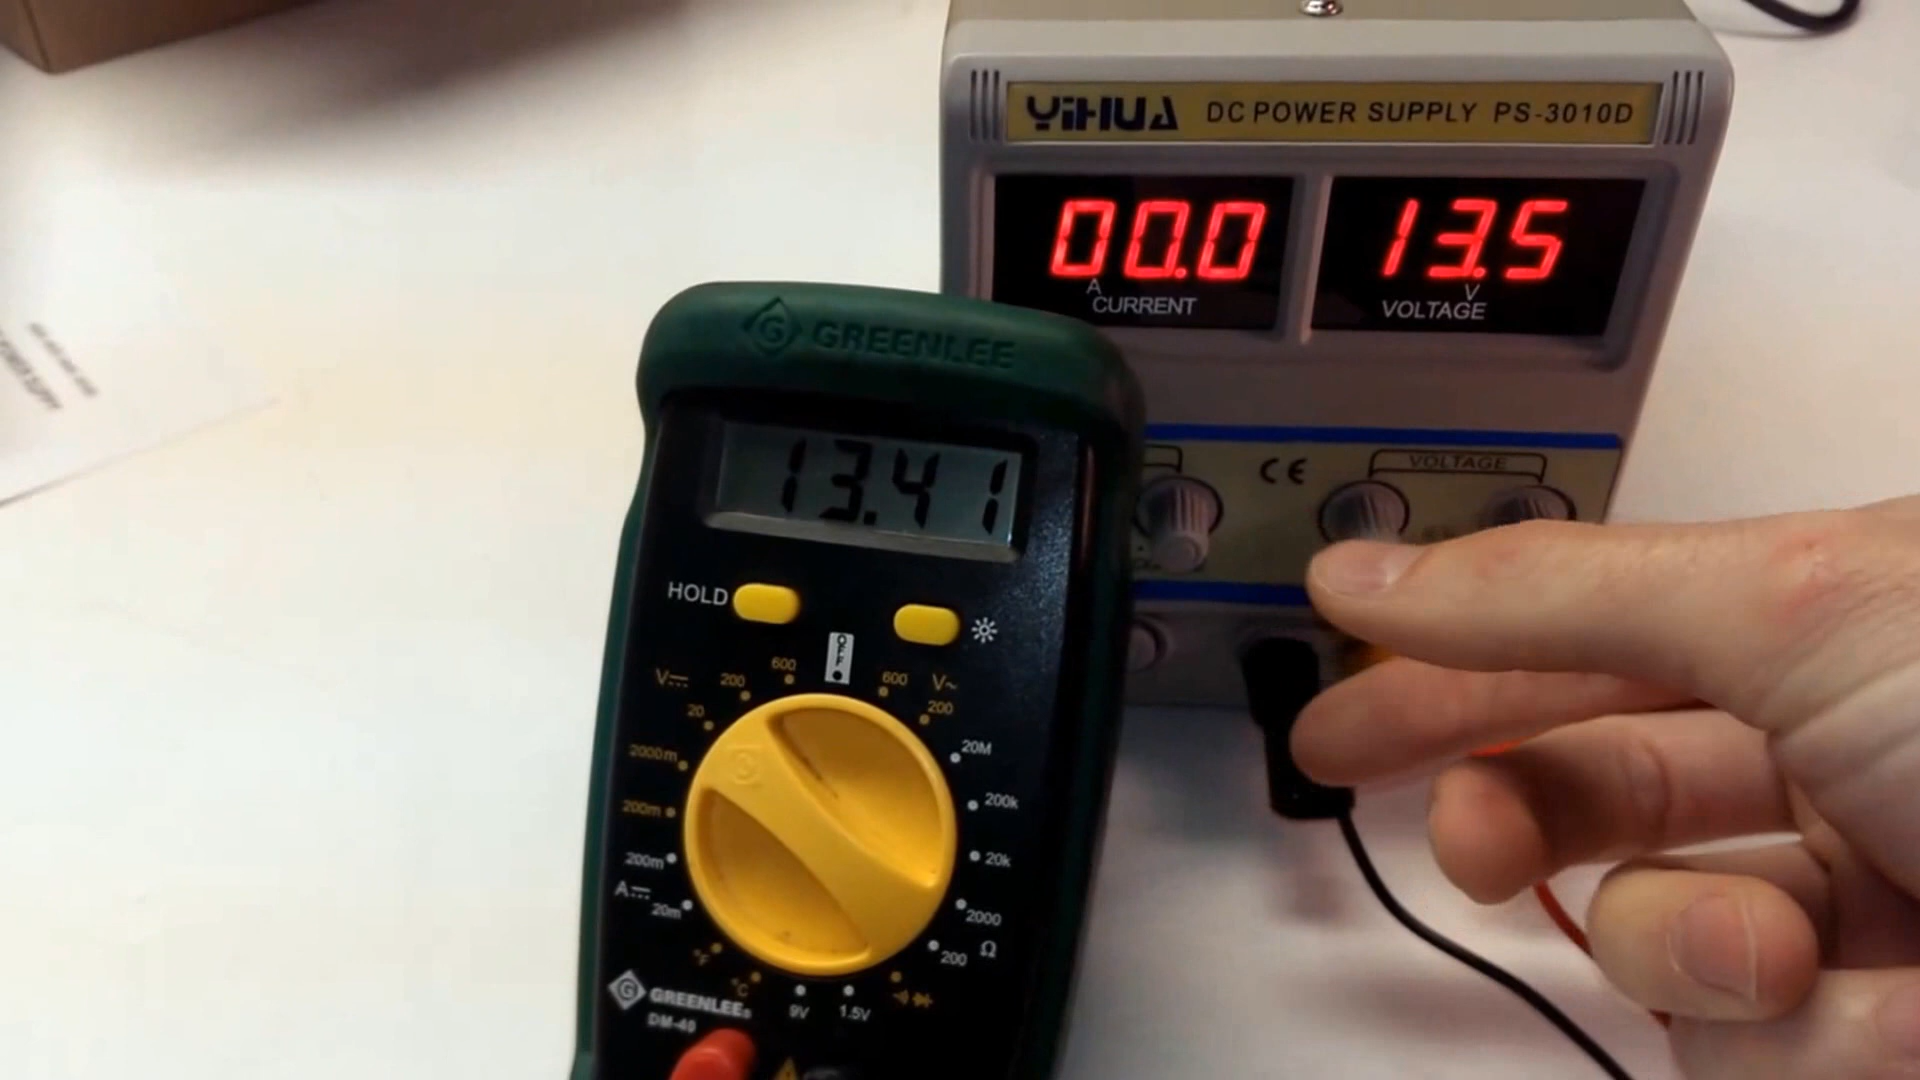 YiHUA DC POWER SUPPLY PS-3010D
00.0 13.5
A CURRENT
V VOLTAGE
GREENLEE
13.41
CE
VOLTAGE
HOLD
OFF
V 200 600
600 V~
20
200
2000m
20M
200m
200k
200m
20k
A
20m
2000
200 Ω
°F
°C
9V
1.5V
G GREENLEE
DM-40